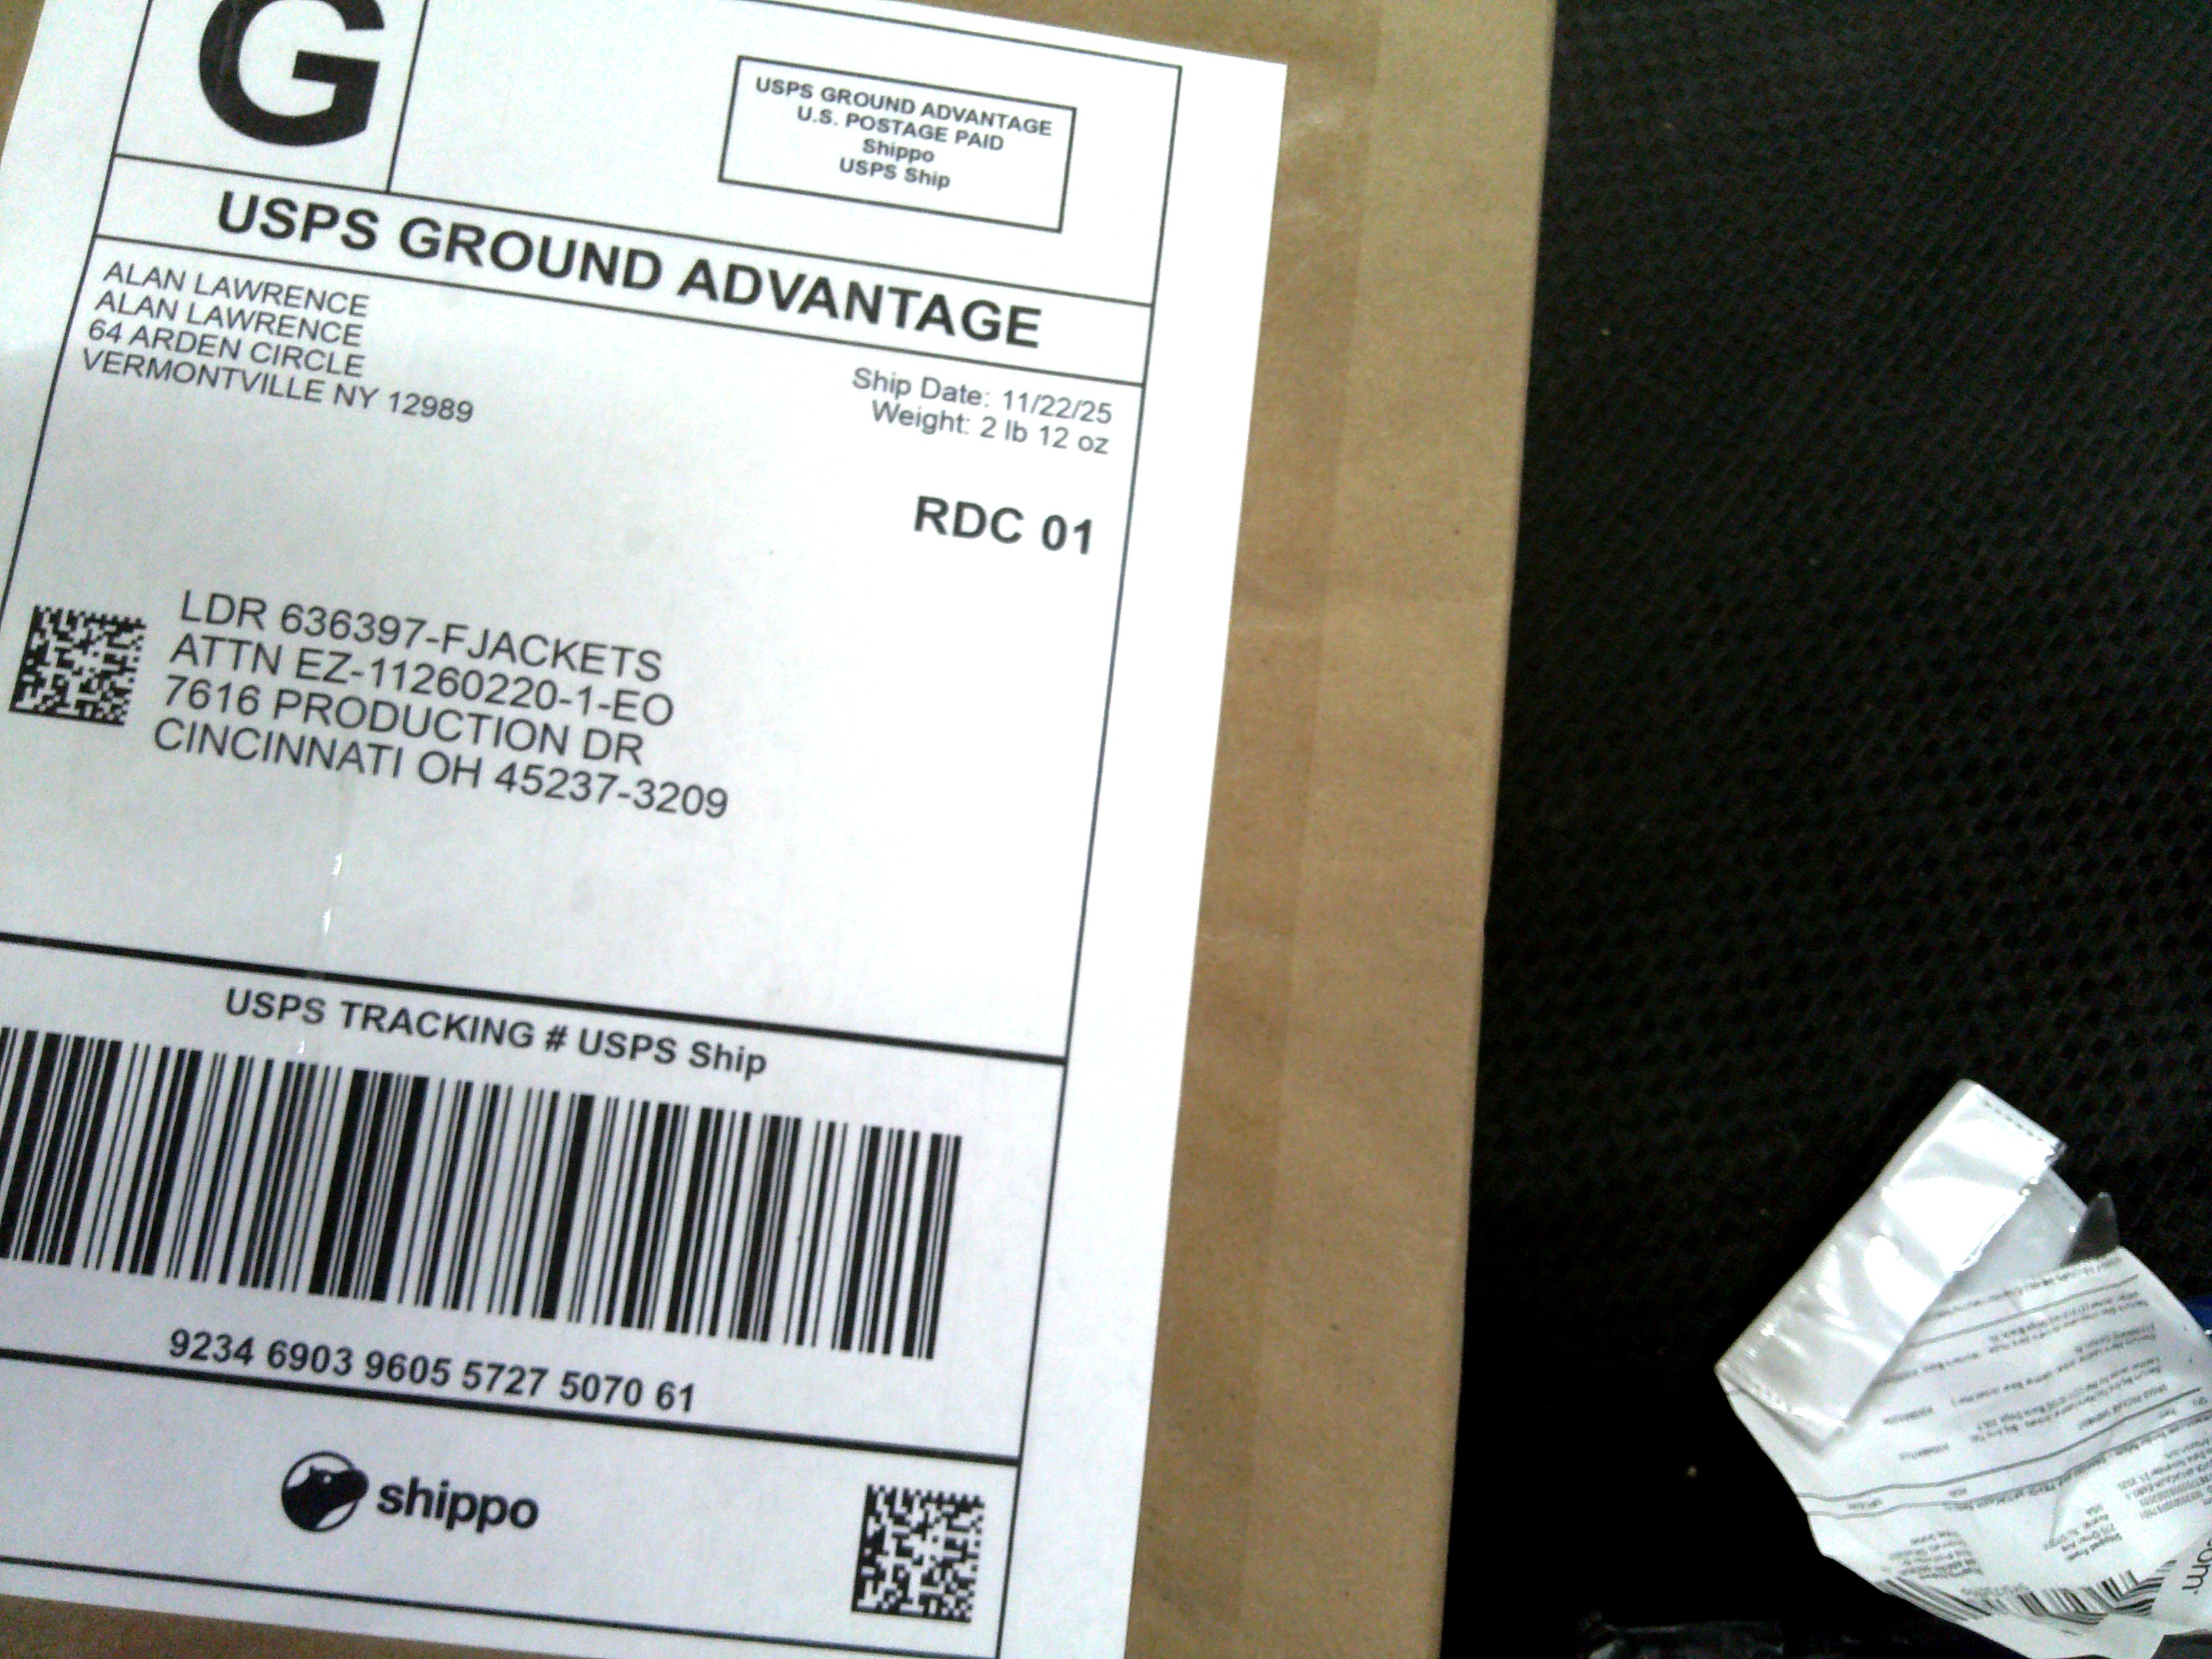 G
USPS GROUND ADVANTAGE
U.S. POSTAGE PAID
Shippo
USPS Ship
USPS GROUND ADVANTAGE
ALAN LAWRENCE
ALAN LAWRENCE
64 ARDEN CIRCLE
VERMONTVILLE NY 12989
Ship Date: 11/22/25
Weight: 2 lb 12 oz
RDC 01
LDR 636397-FJACKETS
ATTN EZ-11260220-1-EO
7616 PRODUCTION DR
CINCINNATI OH 45237-3209
USPS TRACKING # USPS Ship
9234 6903 9605 5727 5070 61
shippo